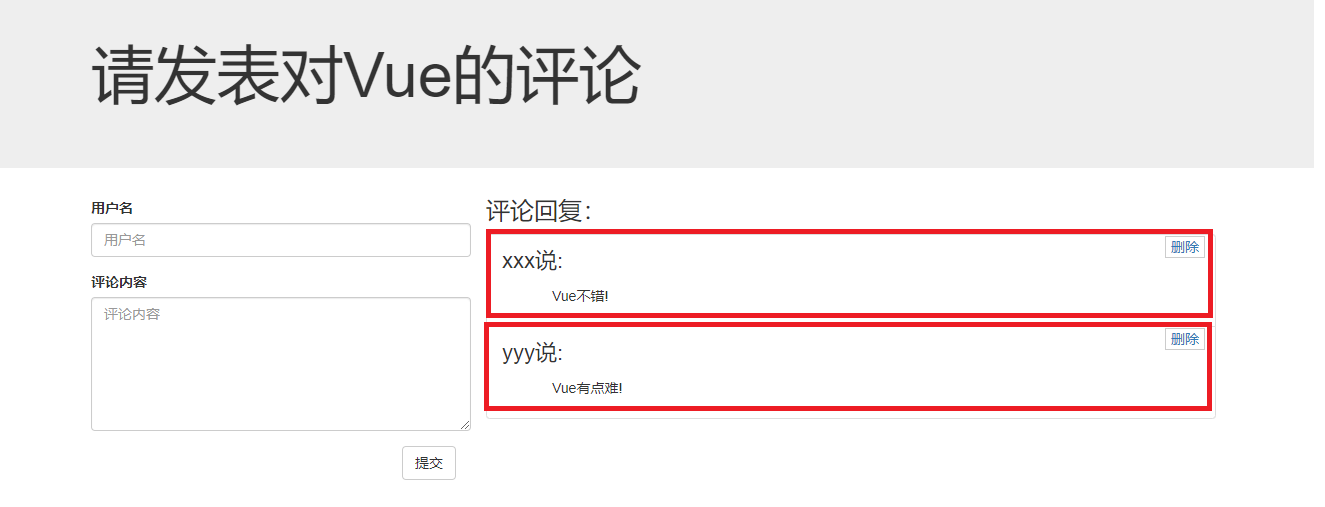 请发表对Vue的评论
用户名
用户名
评论内容
评论内容
提交
评论回复：
删除
xxx说:
Vue不错!
删除
yyy说:
Vue有点难!